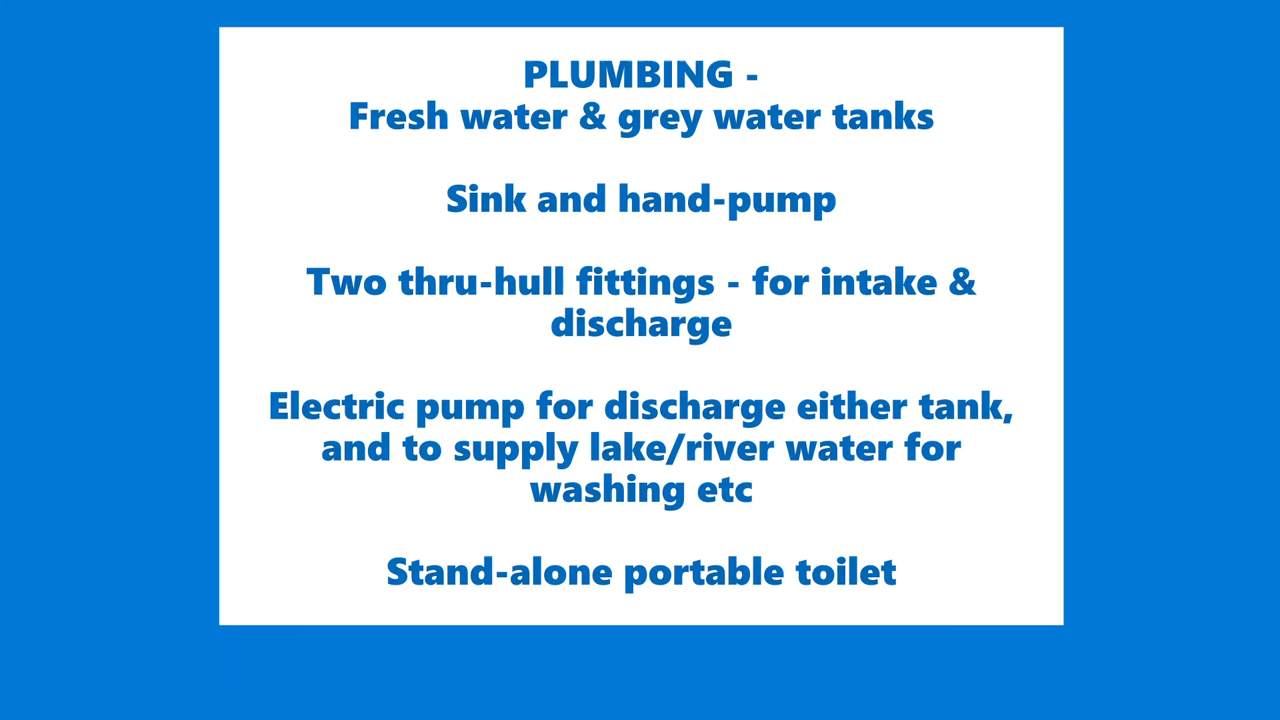 PLUMBING -
Fresh water & grey water tanks
Sink and hand-pump
Two thru-hull fittings - for intake &
discharge
Electric pump for discharge either tank,
and to supply lake/river water for
washing etc
Stand-alone portable toilet